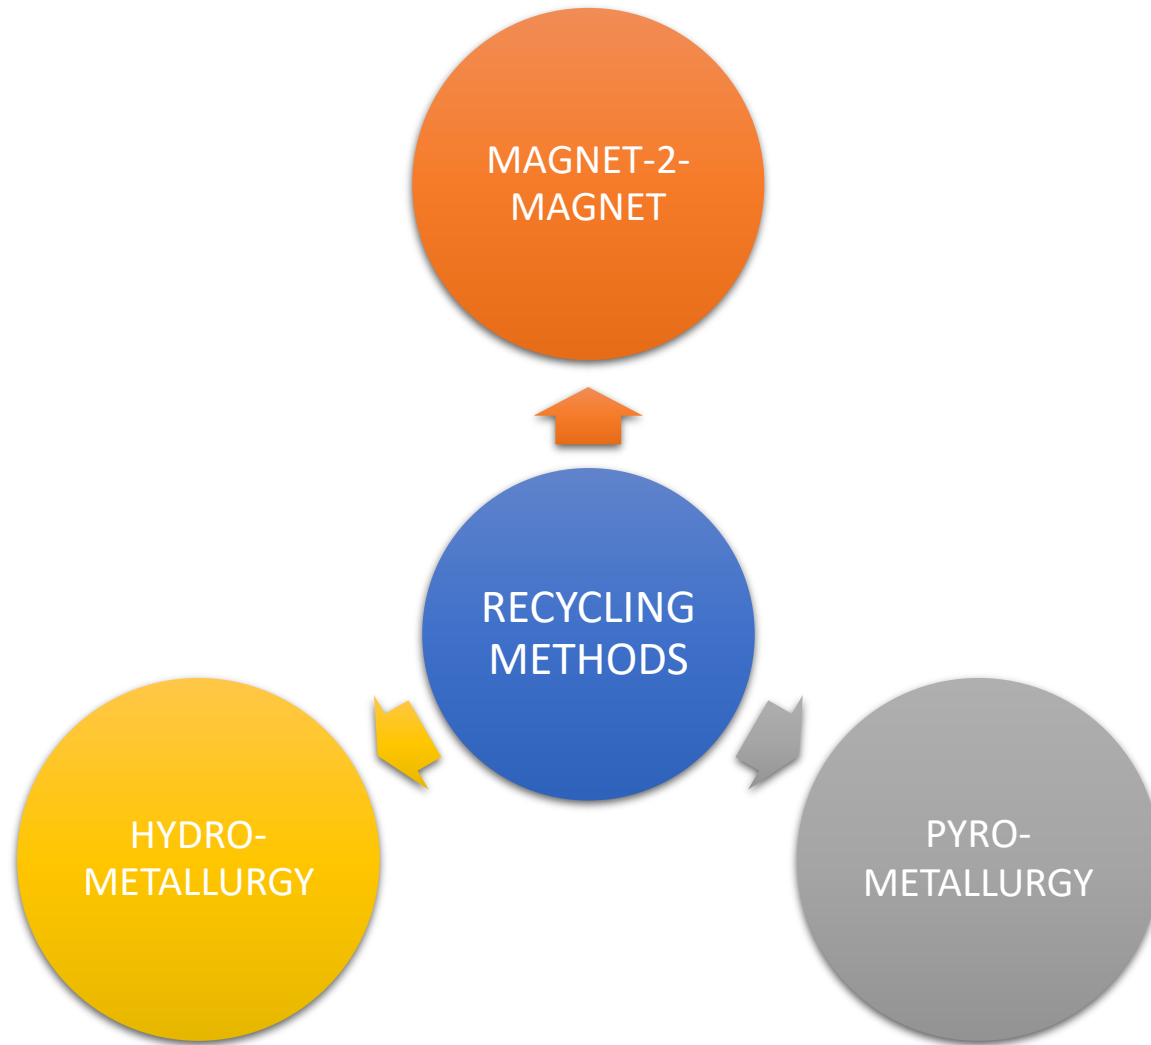 MAGNET-2-
MAGNET
RECYCLING
METHODS
HYDRO-
METALLURGY
PYRO-
METALLURGY